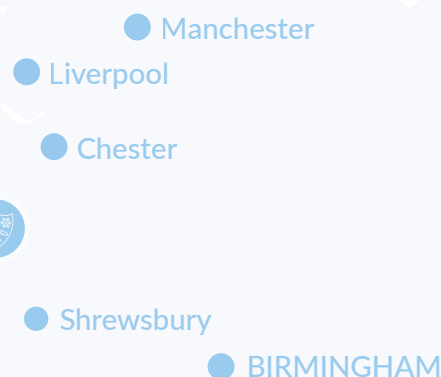 Manchester
Liverpool
Chester
Shrewsbury
BIRMINGHAM